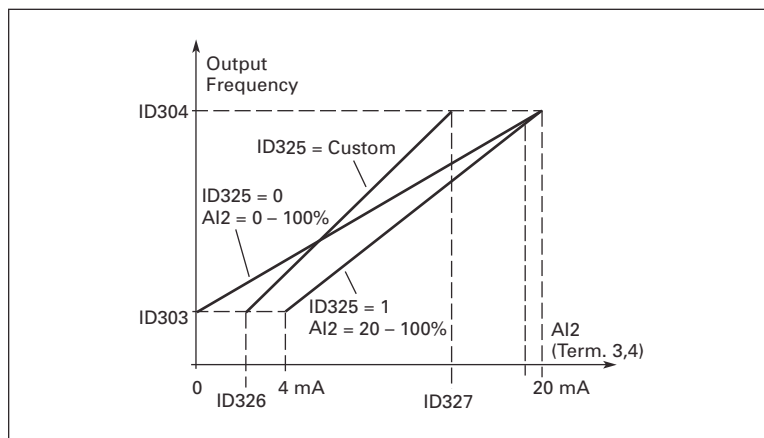 Output
Frequency
ID304
ID325 = Custom
ID325 = 0
AI2 = 0 – 100%
ID303
ID325 = 1
AI2 = 20 – 100%
AI2
(Term. 3,4)
0
4 mA
20 mA
ID326
ID327